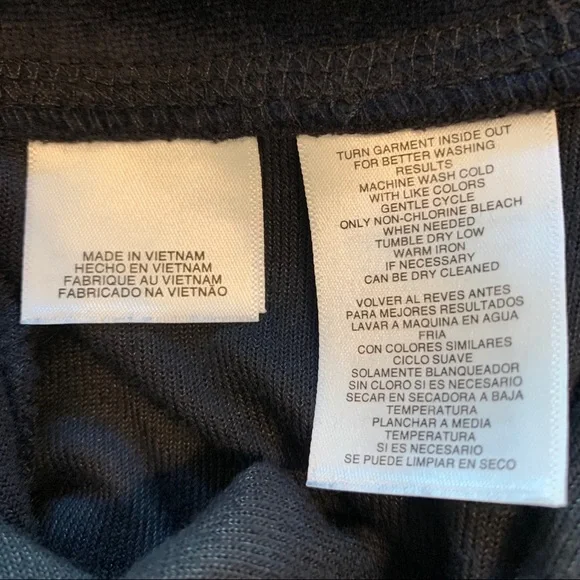 MADE IN VIETNAM
HECHO EN VIETNAM
FABRIQUE AU VIETNAM
FABRICADO NA VIETNÃO
TURN GARMENT INSIDE OUT
FOR BETTER WASHING
RESULTS
MACHINE WASH COLD
WITH LIKE COLORS
GENTLE CYCLE
ONLY NON-CHLORINE BLEACH
WHEN NEEDED
TUMBLE DRY LOW
WARM IRON
IF NECESSARY
CAN BE DRY CLEANED
VOLVER AL REVES ANTES
PARA MEJORES RESULTADOS
LAVAR A MAQUINA EN AGUA
FRIA
CON COLORES SIMILARES
CICLO SUAVE
SOLAMENTE BLANQUEADOR
SIN CLORO SI ES NECESARIO
SECAR EN SECADORA A BAJA
TEMPERATURA
PLANCHAR A MEDIA
TEMPERATURA
SI ES NECESARIO
SE PUEDE LIMPIAR EN SECO